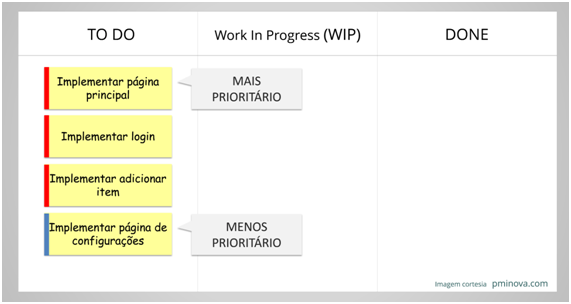 TO DO
Work In Progress (WIP)
DONE
Implementar página
principal
MAIS
PRIORITÁRIO
Implementar login
Implementar adicionar
item
Implementar página de
configurações
MENOS
PRIORITÁRIO
Imagem cortesia pminova.com